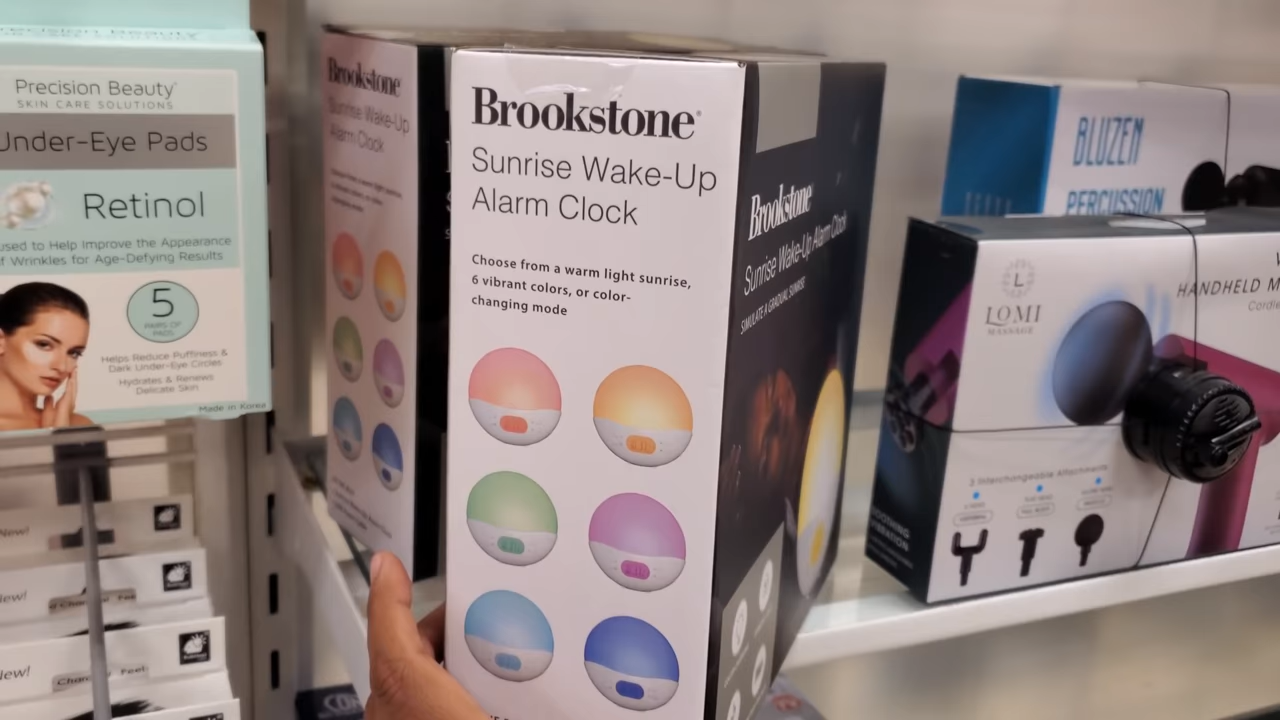 Precision Beauty
SKIN CARE SOLUTIONS
Under-Eye Pads
Retinol
used to Help Improve the Appearance
of Wrinkles for Age-Defying Results
5
PAIRS OF
PADS
Helps Reduce Puffiness &
Dark Under-Eye Circles
Hydrates & Renews
Delicate Skin
Made in Korea
New!
New!
New!
Brookstone
Sunrise Wake-Up
Alarm Clock
Brookstone®
Sunrise Wake-Up
Alarm Clock
Choose from a warm light sunrise,
6 vibrant colors, or color-
changing mode
Brookstone
Sunrise Wake-Up Alarm Clock
SIMULATE A GRADUAL SUNRISE
BLUZEN
PERCUSSION
L
LOMI
MASSAGE
HANDHELD M
3 Interchangeable Attachments